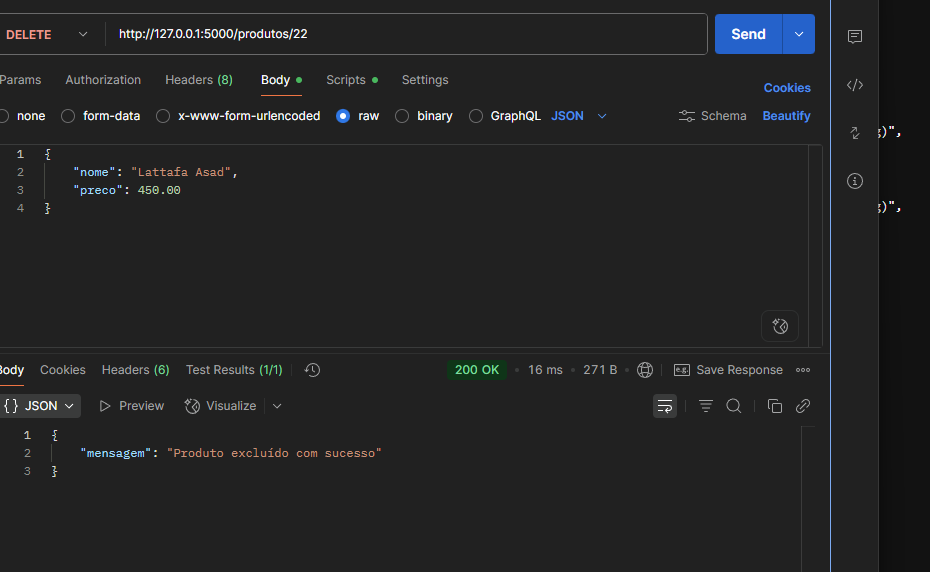 DELETE http://127.0.0.1:5000/produtos/22 Send
Params Authorization Headers (8) Body Scripts Settings Cookies
none form-data x-www-form-urlencoded raw binary GraphQL JSON Schema Beautify
1 {
2 "nome": "Lattafa Asad",
3 "preco": 450.00
4 }
)",
)",
Body Cookies Headers (6) Test Results (1/1) 200 OK • 16 ms • 271 B • e.g. Save Response
{} JSON Preview Visualize
1 {
2 "mensagem": "Produto excluído com sucesso"
3 }